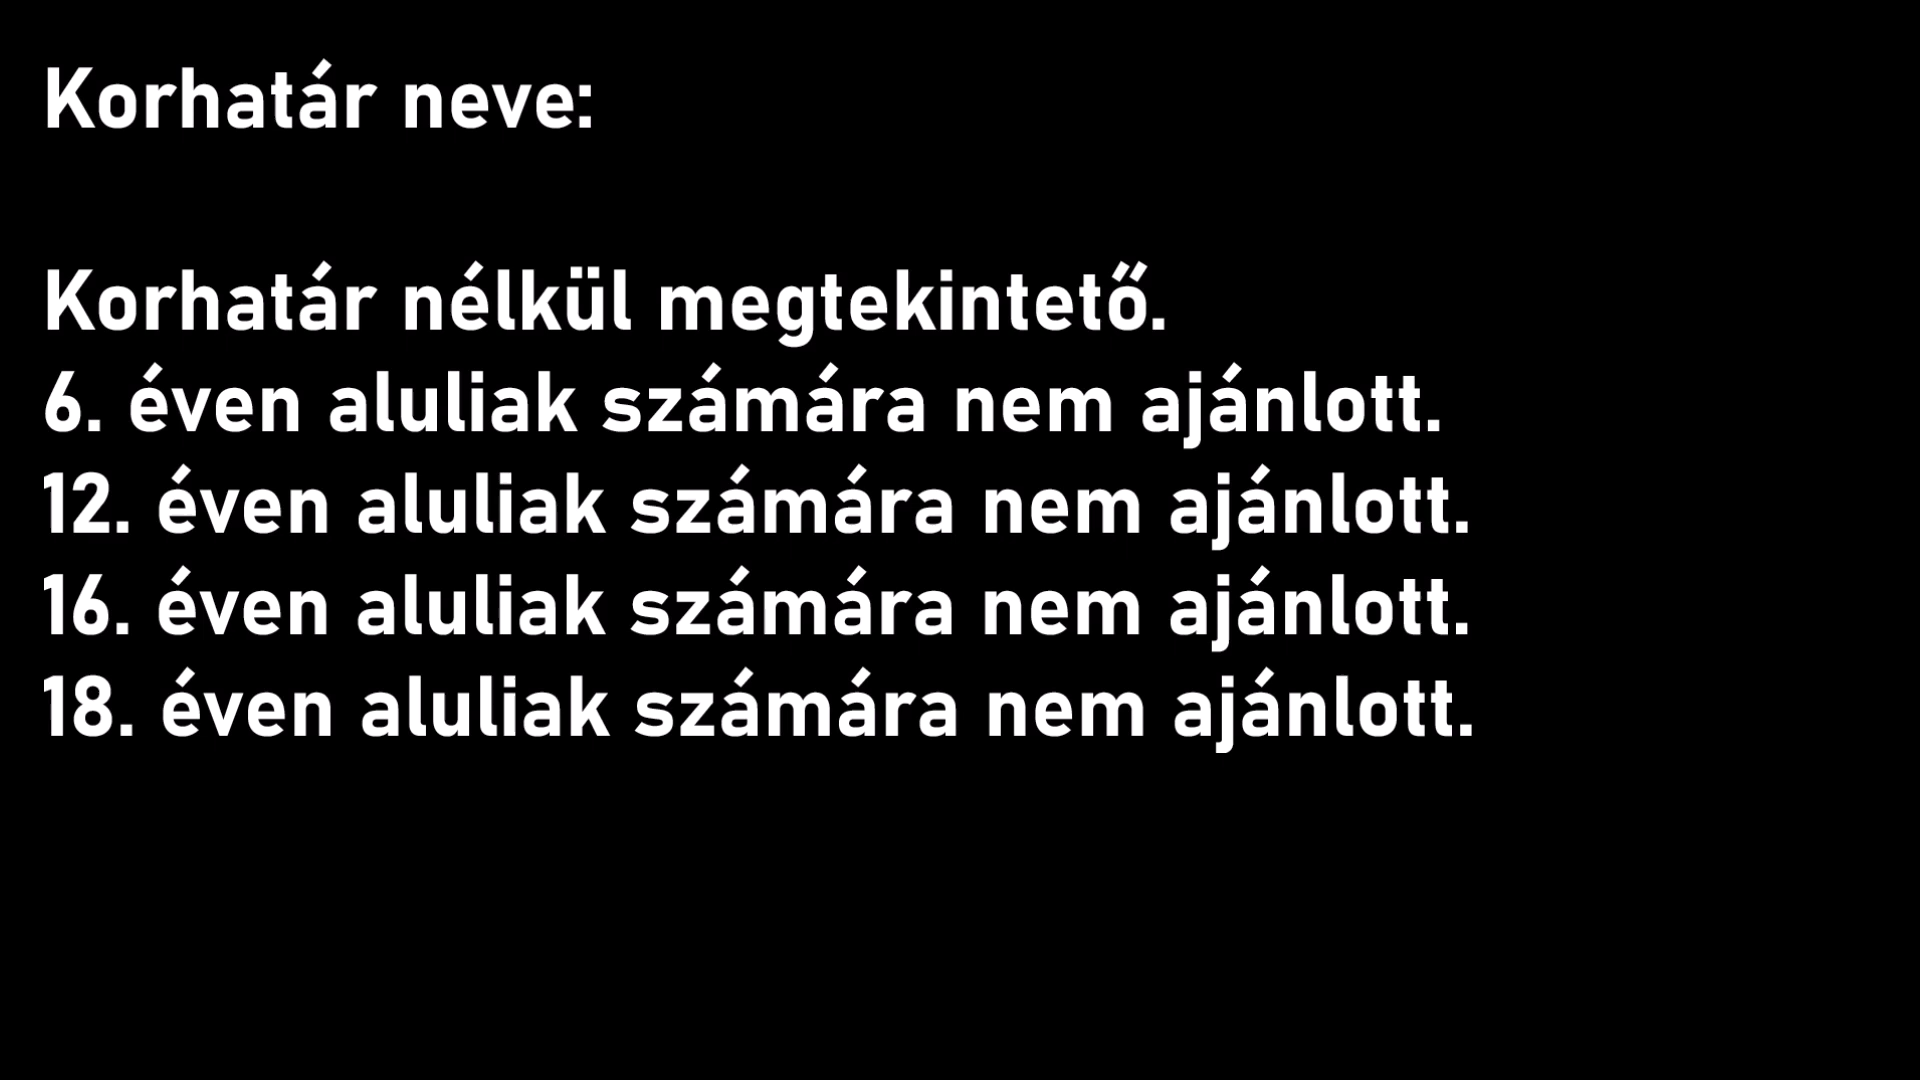 Korhatár neve:
Korhatár nélkül megtekintető.
6. éven aluliak számára nem ajánlott.
12. éven aluliak számára nem ajánlott.
16. éven aluliak számára nem ajánlott.
18. éven aluliak számára nem ajánlott.